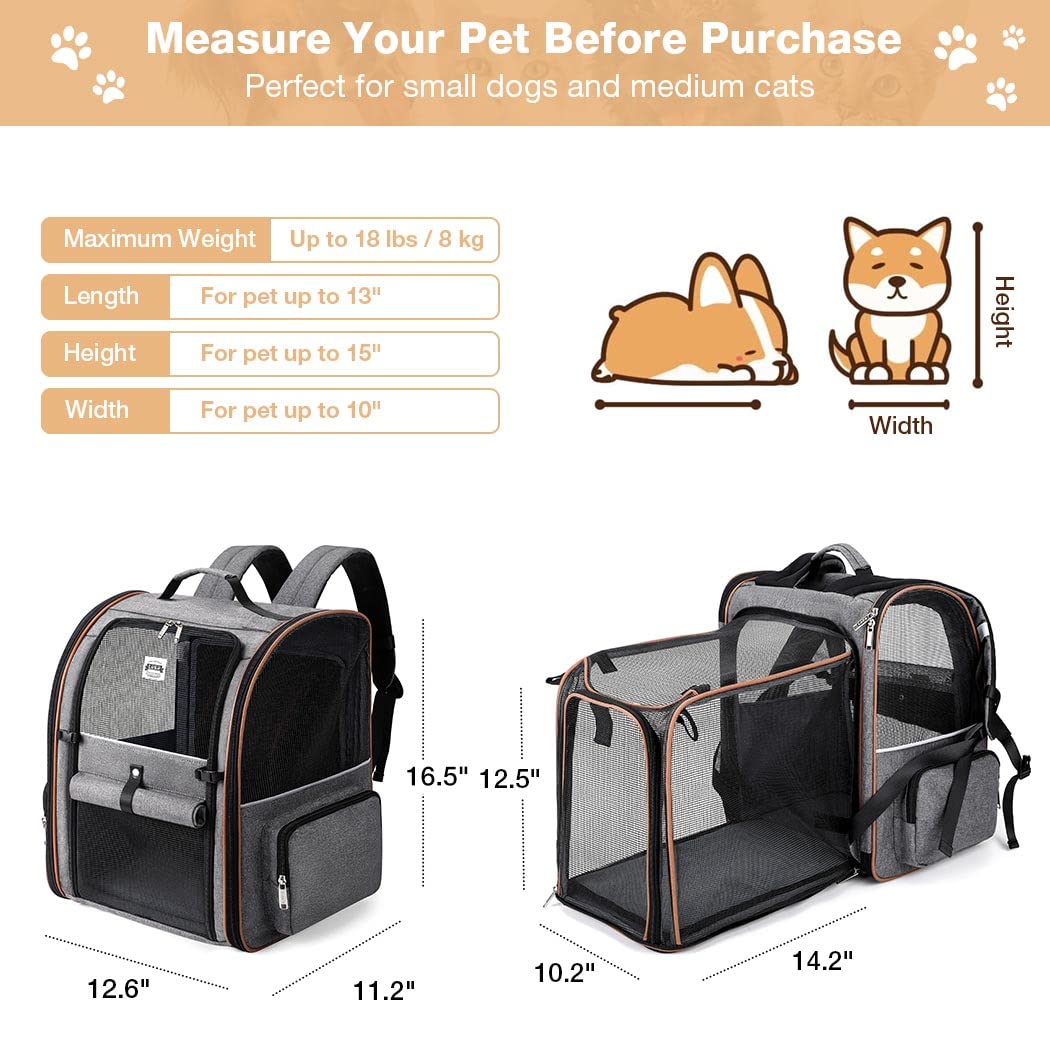 Measure Your Pet Before Purchase
Perfect for small dogs and medium cats
Maximum Weight Up to 18 lbs / 8 kg
Length For pet up to 13"
Height For pet up to 15"
Width For pet up to 10"
Height
Width
16.5"
12.5"
12.6"
11.2"
10.2"
14.2"